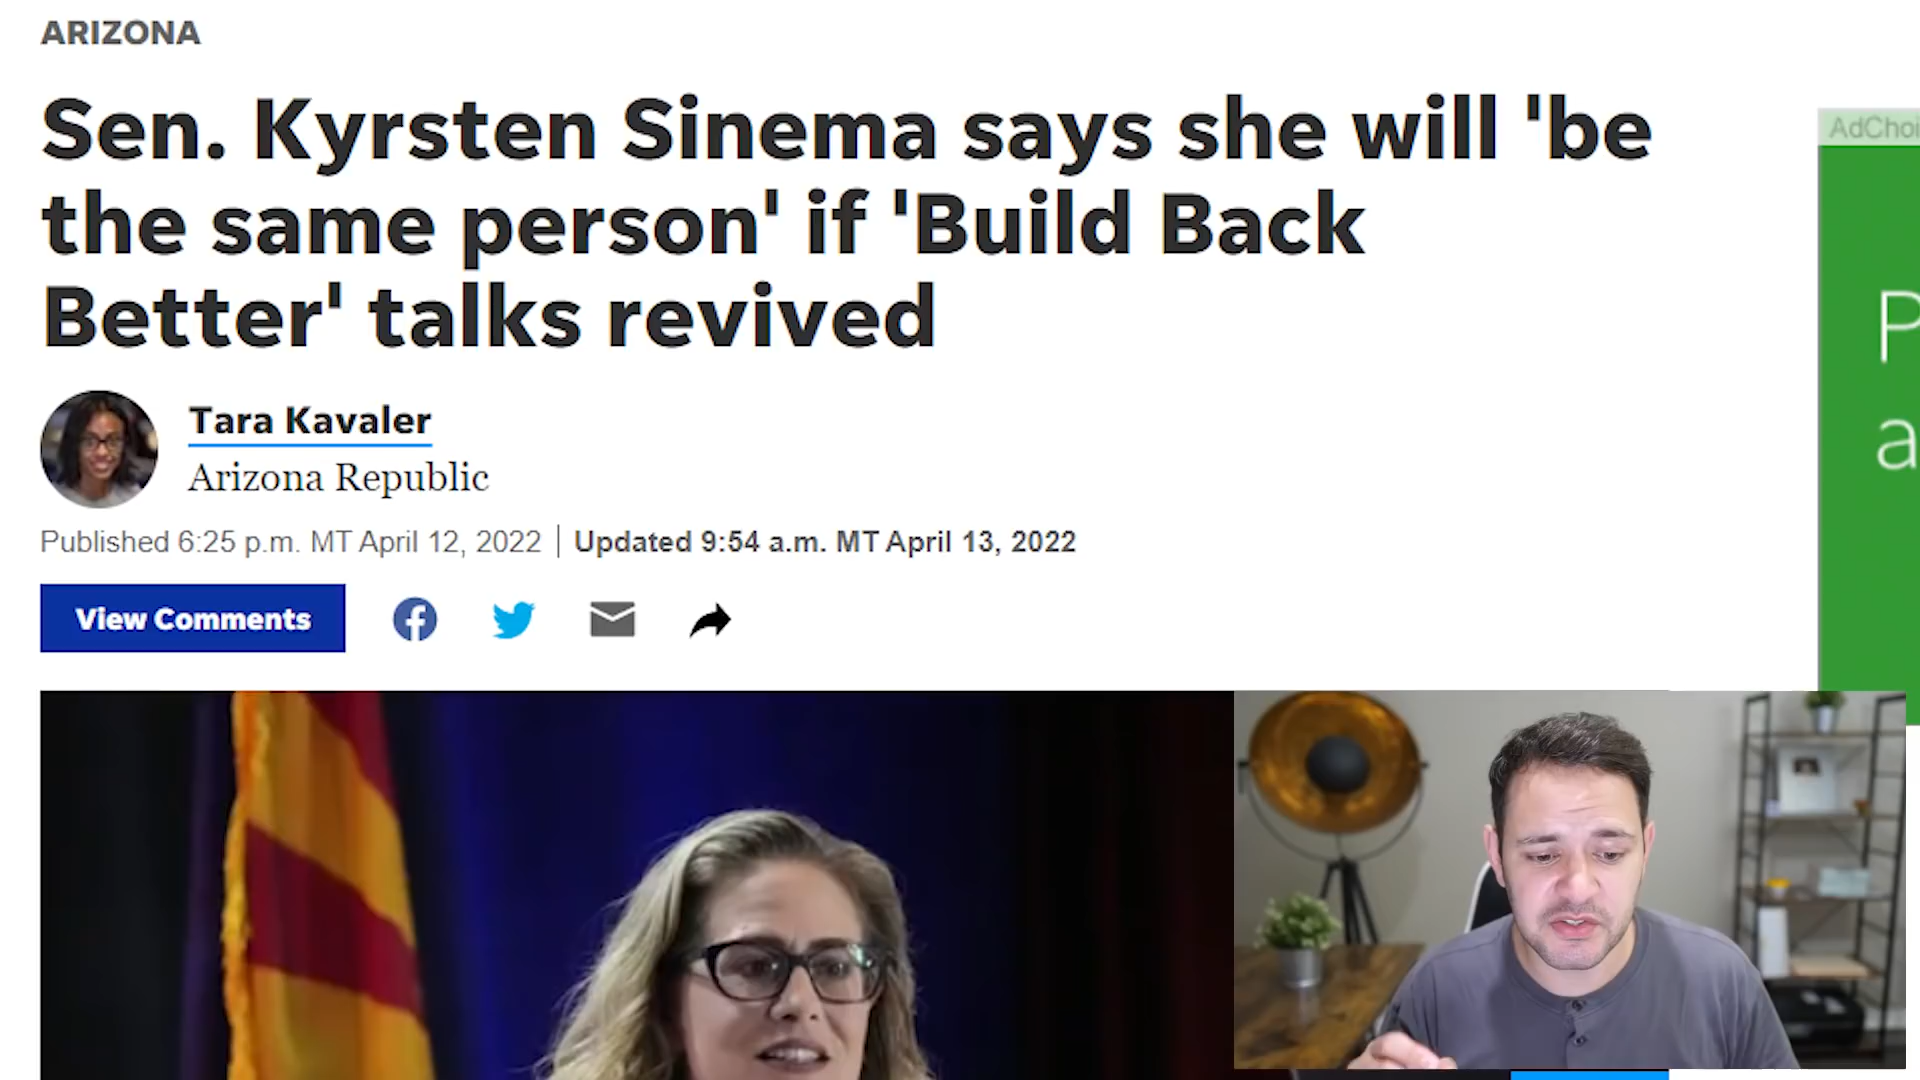 ARIZONA
Sen. Kyrsten Sinema says she will 'be
the same person' if 'Build Back
Better' talks revived
Tara Kavaler
Arizona Republic
Published 6:25 p.m. MT April 12, 2022 | Updated 9:54 a.m. MT April 13, 2022
View Comments
AdChoi
P
a